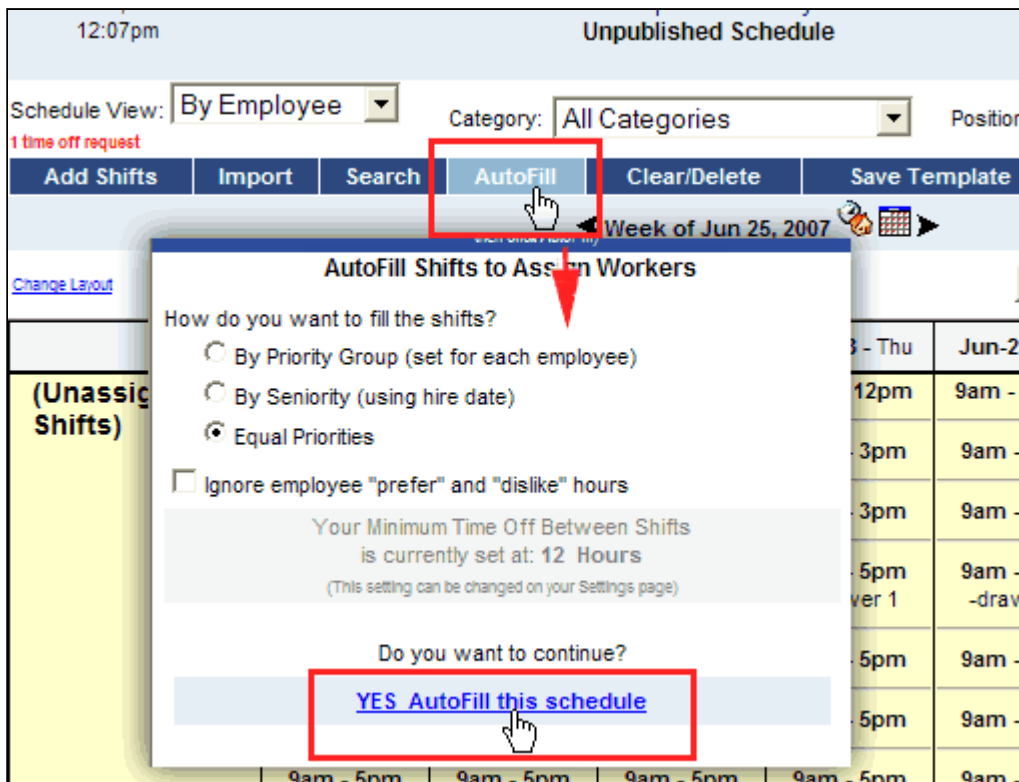 12:07pm
Unpublished Schedule
Schedule View: By Employee
Category: All Categories
Position
1 time off request
Add Shifts Import Search AutoFill Clear/Delete Save Template
Week of Jun 25, 2007
Change Layout
AutoFill Shifts to Assign Workers
How do you want to fill the shifts?
By Priority Group (set for each employee)
By Seniority (using hire date)
Equal Priorities
Ignore employee "prefer" and "dislike" hours
Your Minimum Time Off Between Shifts
is currently set at: 12 Hours
(This setting can be changed on your Settings page)
Do you want to continue?
YES AutoFill this schedule
(Unassig
Shifts)
- Thu Jun-2
12pm 9am -
3pm 9am -
3pm 9am -
5pm 9am -
ver 1 -draw
5pm 9am -
5pm 9am -
9am - 5pm 9am - 5pm 9am - 5pm 9am - 5pm 9am -